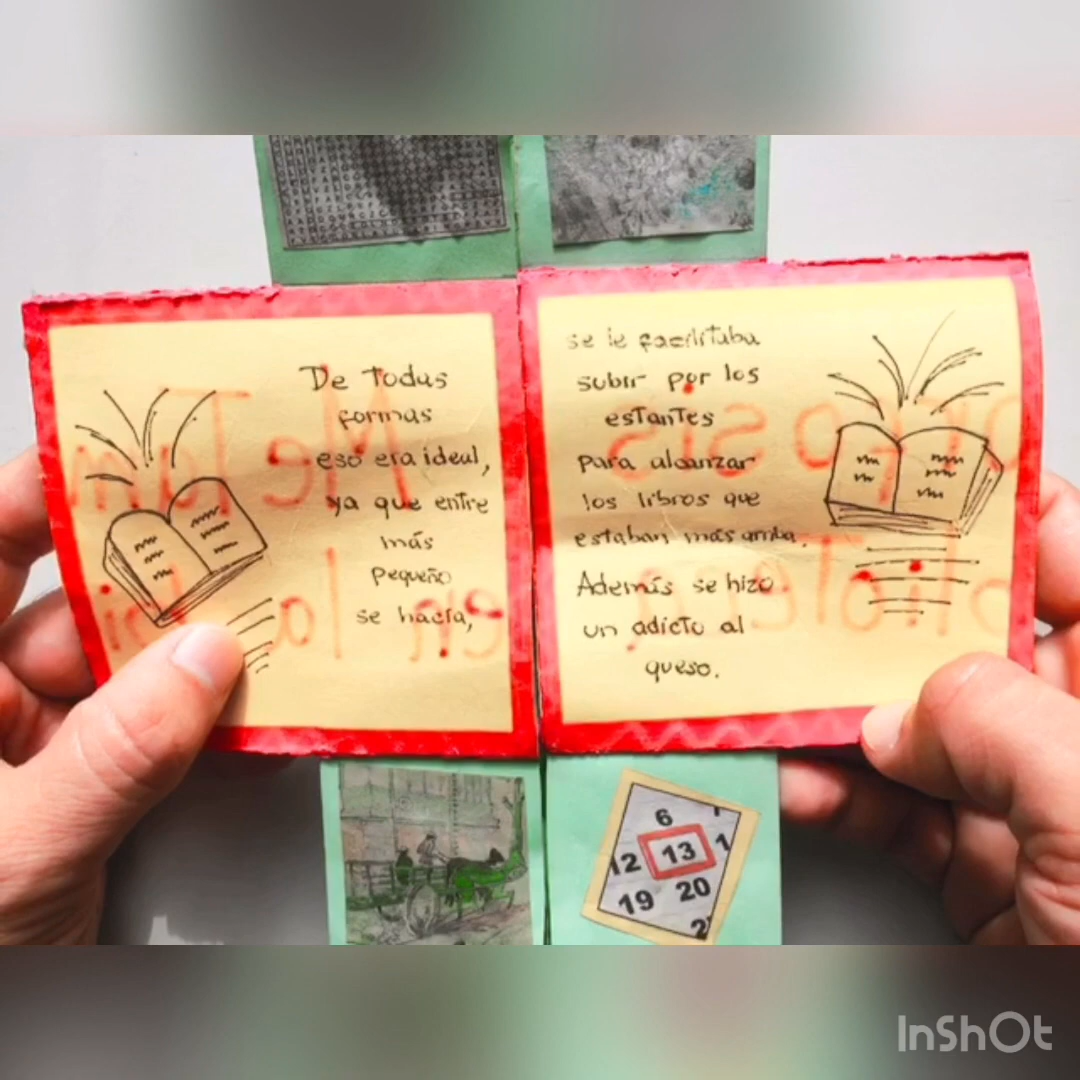 De Todas
formas
eso era ideal,
ya que entre
más
pequeño
se hacía,
se le facilitaba
subir por los
estantes
para alcanzar
los libros que
estaban más arriba.
Además se hizo
un adicto al
queso.
6
12 13 1
19 20
2
InShOt